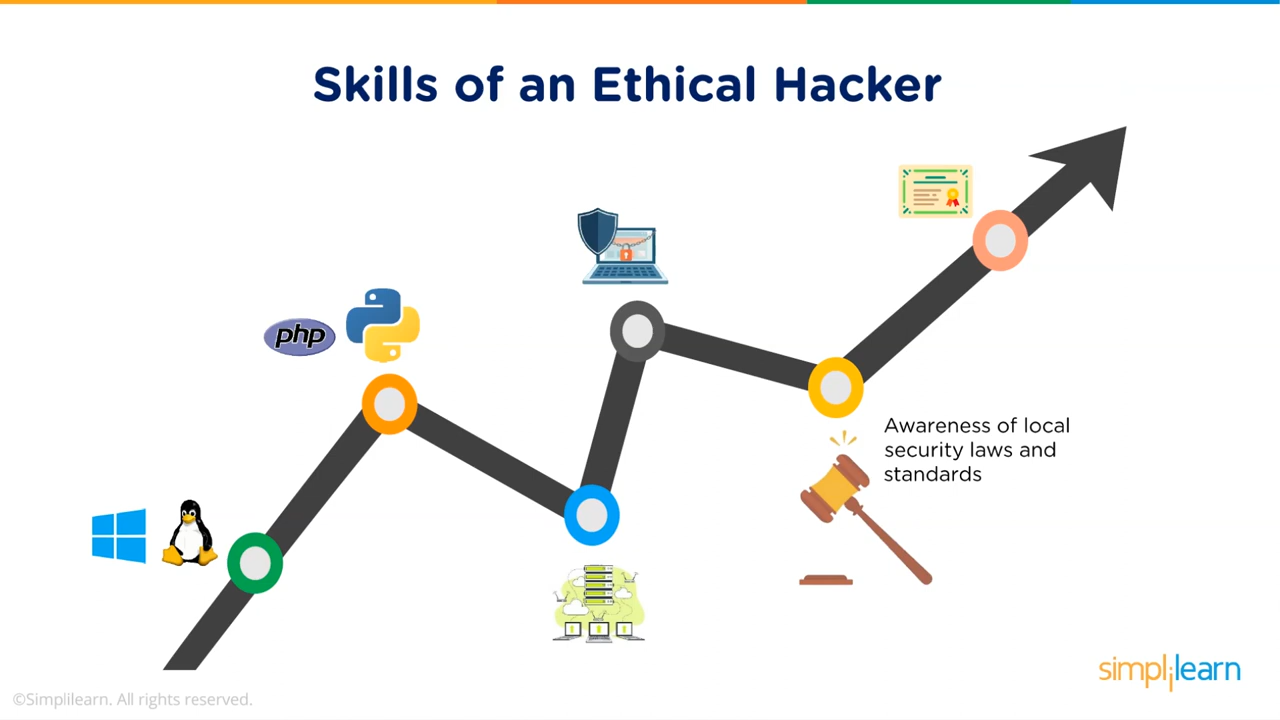 Skills of an Ethical Hacker
php
Awareness of local
security laws and
standards
simplilearn
©Simplilearn. All rights reserved.